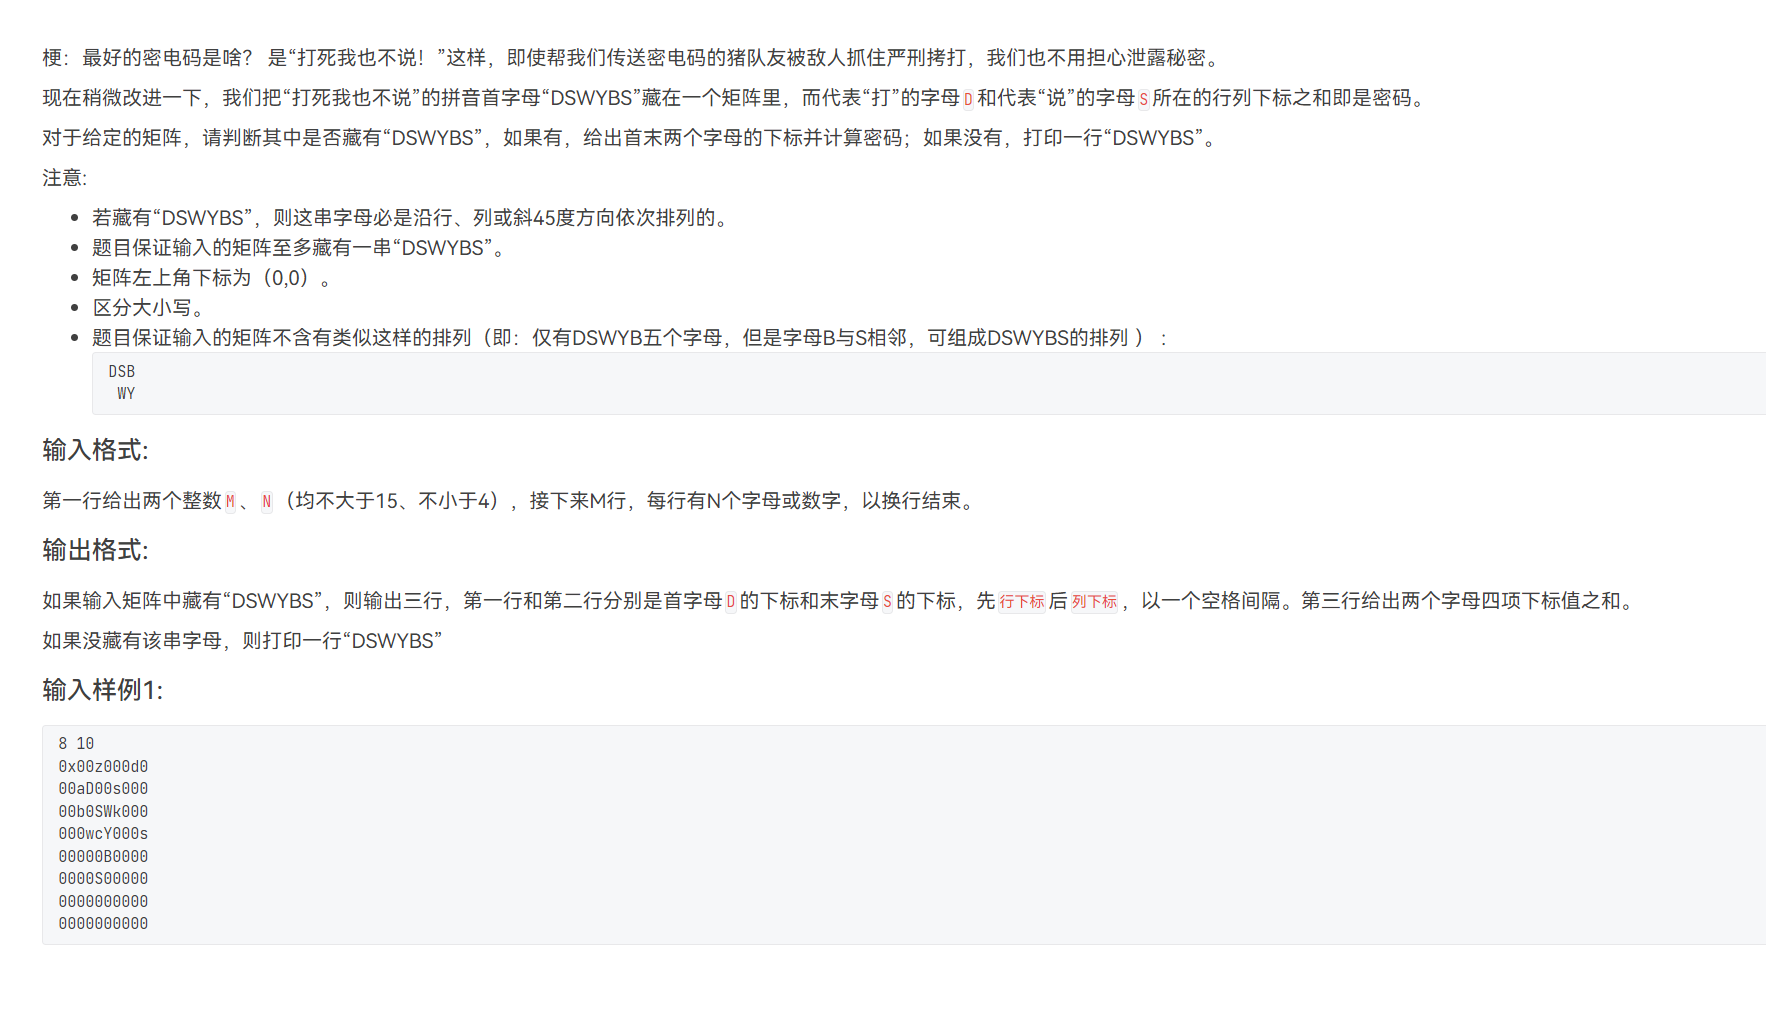 梗：最好的密电码是啥？ 是“打死我也不说！”这样，即使帮我们传送密电码的猪队友被敌人抓住严刑拷打，我们也不用担心泄露秘密。
现在稍微改进一下，我们把“打死我也不说”的拼音首字母“DSWYBS”藏在一个矩阵里，而代表“打”的字母D和代表“说”的字母S所在的行列下标之和即是密码。
对于给定的矩阵，请判断其中是否藏有“DSWYBS”，如果有，给出首末两个字母的下标并计算密码；如果没有，打印一行“DSWYBS”。
注意：
• 若藏有“DSWYBS”，则这串字母必是沿行、列或斜45度方向依次排列的。
• 题目保证输入的矩阵至多藏有一串“DSWYBS”。
• 矩阵左上角下标为（0,0）。
• 区分大小写。
• 题目保证输入的矩阵不含有类似这样的排列（即：仅有DSWYB五个字母，但是字母B与S相邻，可组成DSWYBS的排列 ） ：
DSB
 WY
输入格式:
第一行给出两个整数M、N（均不大于15、不小于4），接下来M行，每行有N个字母或数字，以换行结束。
输出格式:
如果输入矩阵中藏有“DSWYBS”，则输出三行，第一行和第二行分别是首字母D的下标和末字母S的下标，先行下标后列下标，以一个空格间隔。第三行给出两个字母四项下标值之和。
如果没藏有该串字母，则打印一行“DSWYBS”
输入样例1:
8 10
0x00z000d0
00aD00s000
00b0SWk000
000wcY000s
00000B0000
0000S00000
0000000000
0000000000